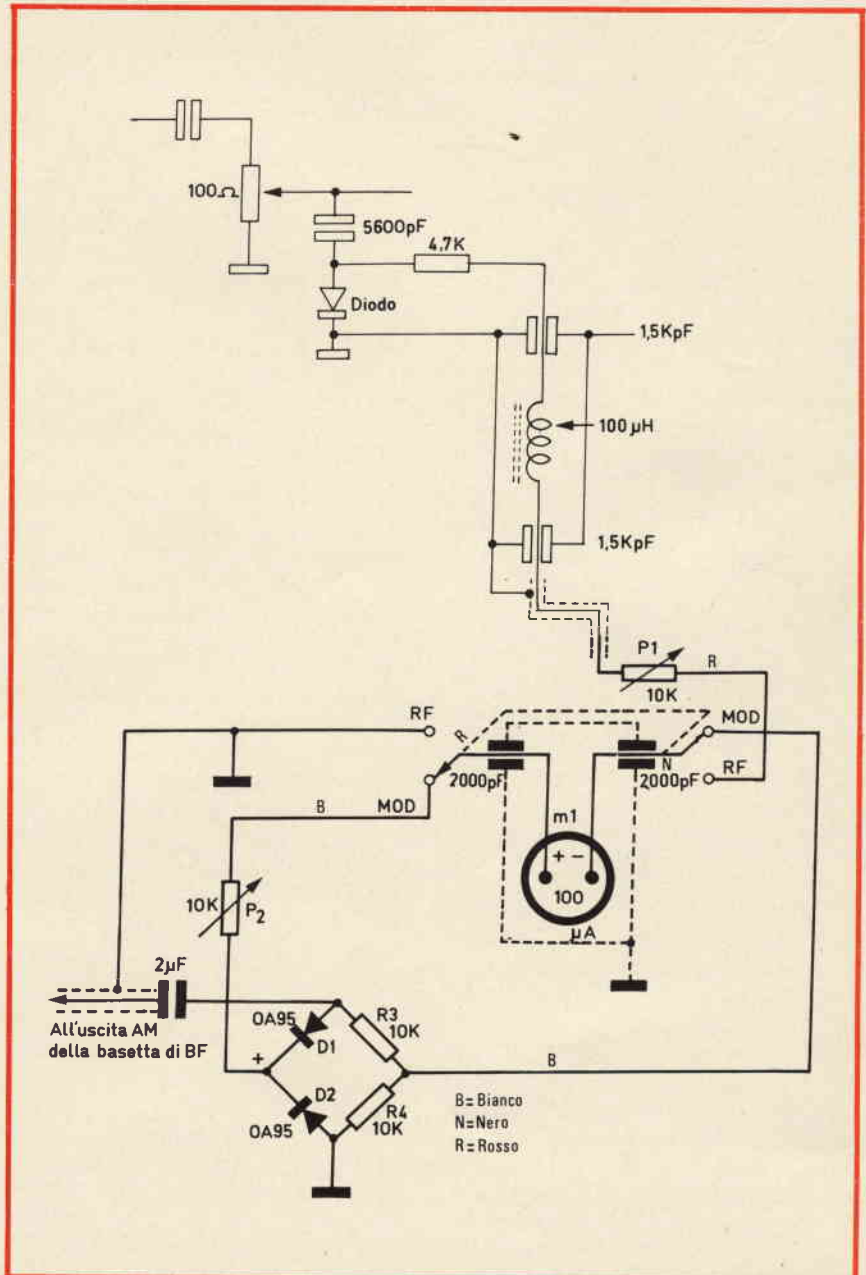 100Ω
5600pF
4,7K
Diodo
1,5KpF
100 µH
1,5KpF
P1
R
10K
RF
R
MOD
N
RF
2000pF
2000pF
B
MOD
m1
+ −
100
µA
10K
P2
2µF
All'uscita AM
della basetta di BF
OA95
D1
R3
10K
+
B
D2
R4
10K
OA95
B= Bianco
N= Nero
R= Rosso